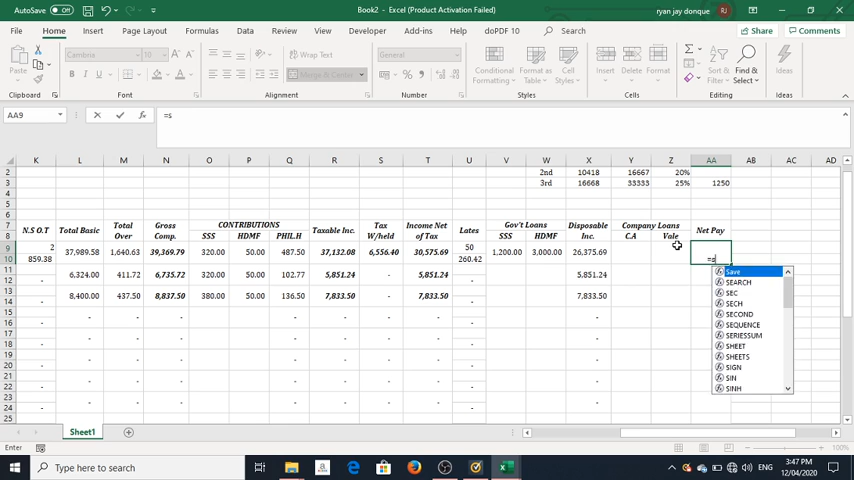 AutoSave Off Book2 - Excel (Product Activation Failed) ryan jay donque RJ
File Home Insert Page Layout Formulas Data Review View Help doPDF 10 Search Share Comments
Paste Cambria 10 Wrap Text General Conditional Formatting Format as Table Cell Styles Insert Delete Format Sort & Filter Find & Select Ideas
B I U Merge & Center % 
Clipboard Font Alignment Number Styles Cells Editing Ideas
AA9 fx =s
K L M N O P Q R S T U V W X Y Z AA AB AC AD
2 2nd 10418 16667 20%
3 3rd 16668 33333 25% 1250
4
5
6
7 N.S O.T Total Basic Total Over Gross Comp. CONTRIBUTIONS Taxable Inc. Tax W/held Income Net of Tax Lates Gov't Loans Disposable Inc. Company Loans Net Pay
8 SSS HDMF PHIL.H SSS HDMF C.A Vale
9 2 37,989.58 1,640.63 39,369.79 320.00 50.00 487.50 37,132.08 6,556.40 30,575.69 50 1,200.00 3,000.00 26,375.69
10 859.38 260.42 =s
11 6,324.00 411.72 6,735.72 320.00 50.00 102.77 5,851.24 - 5,851.24 5,851.24
12 - -
13 8,400.00 437.50 8,837.50 380.00 50.00 136.50 7,833.50 - 7,833.50 7,833.50
14 - -
15 - - - - - - - - - -
16 - -
17 - - - - - - - - - -
18 - -
19 - - - - - - - - - -
20 - -
21 - - - - - - - - - -
22 - -
23 - - - - - - - - - -
24 - -
25
Save
SEARCH
SEC
SECH
SECOND
SEQUENCE
SERIESSUM
SHEET
SHEETS
SIGN
SIN
SINH
Sheet1
Enter 100%
Type here to search ENG 3:47 PM 12/04/2020